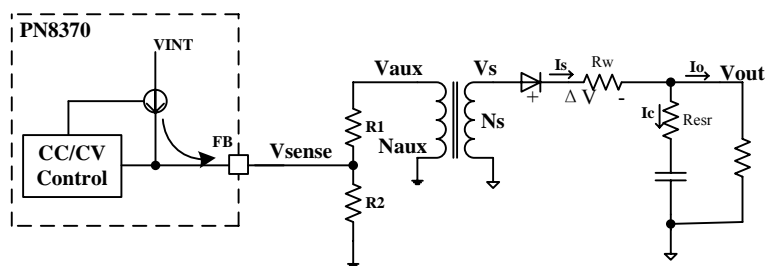 PN8370
VINT
CC/CV
Control
FB
Vsense
R1
R2
Vaux
Naux
Vs
Ns
Is
+
ΔV
-
Rw
Io
Vout
Ic
Resr